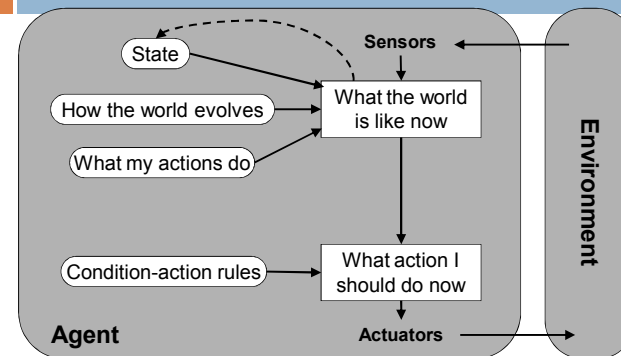 Sensors
State
What the world
is like now
How the world evolves
What my actions do
Environment
What action I
should do now
Condition-action rules
Agent
Actuators